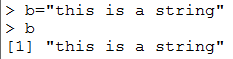 > b="this is a string"
> b
[1] "this is a string"